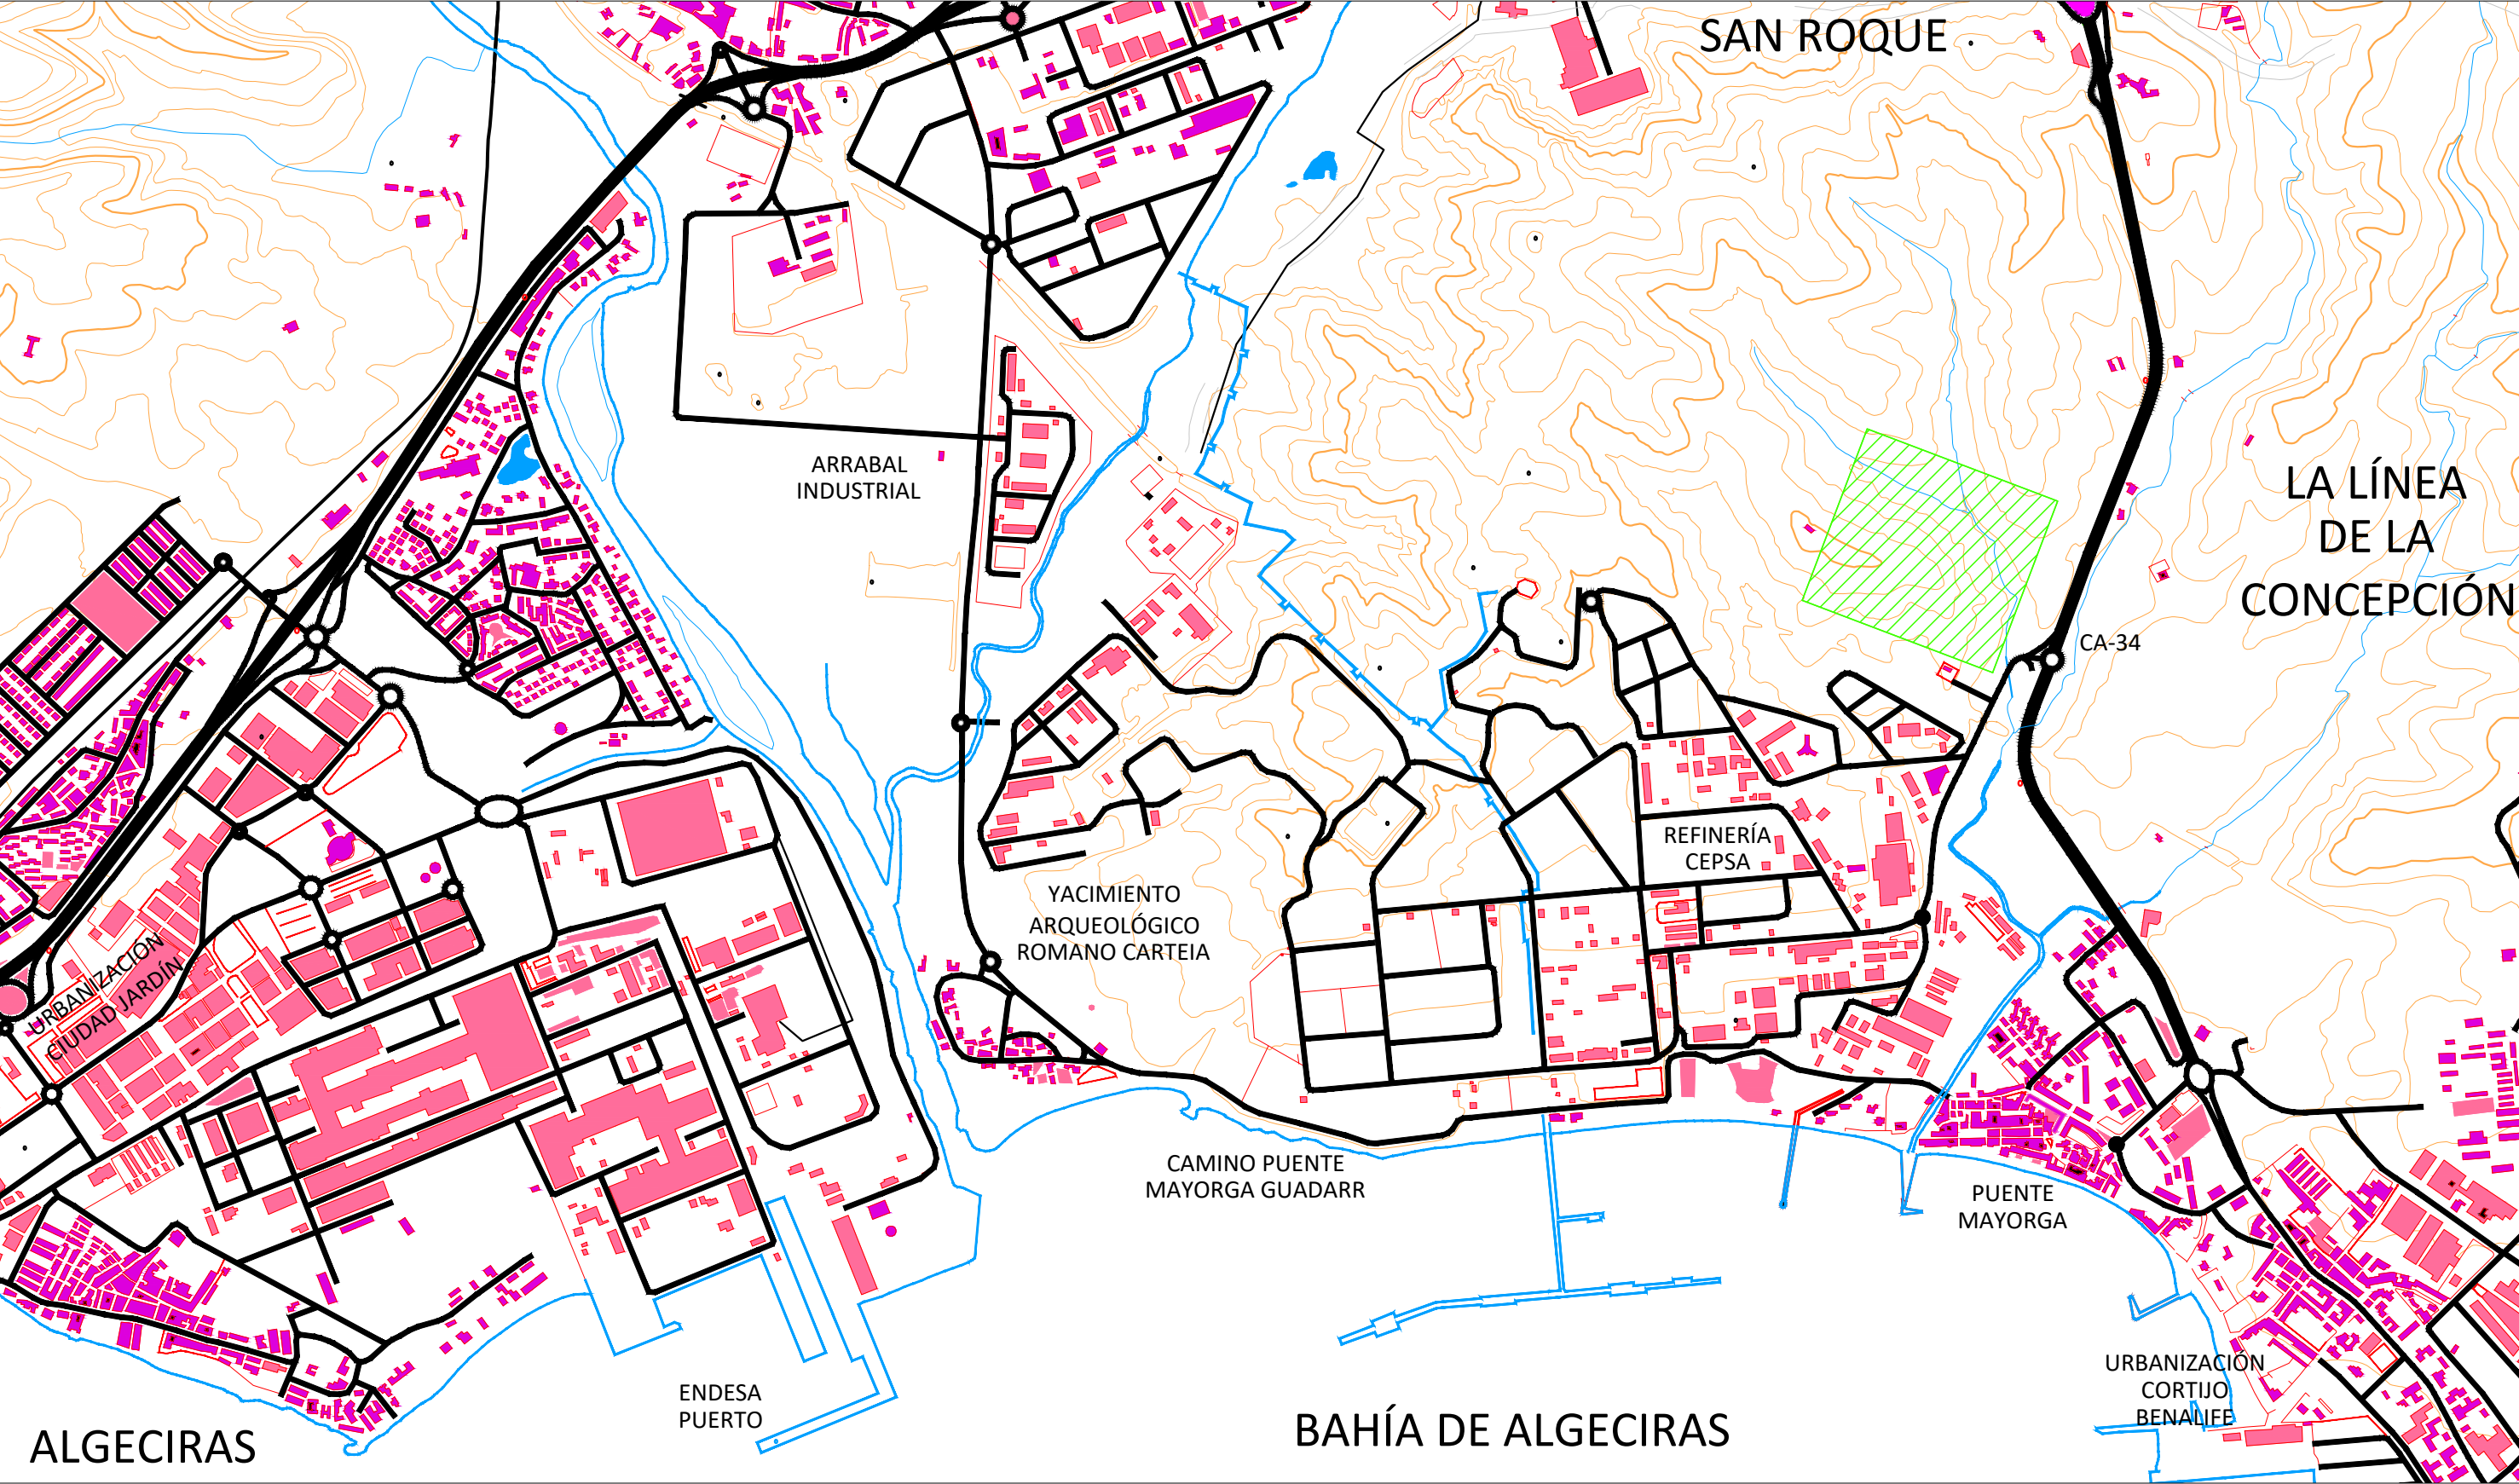 SAN ROQUE
ARRABAL
INDUSTRIAL
LA LÍNEA
DE LA
CONCEPCIÓN
CA-34
REFINERÍA
CEPSA
YACIMIENTO
ARQUEOLÓGICO
ROMANO CARTEIA
URBANIZACIÓN
CIUDAD JARDÍN
CAMINO PUENTE
MAYORGA GUADARR
PUENTE
MAYORGA
URBANIZACIÓN
CORTIJO
BENALIFE
ENDESA
PUERTO
BAHÍA DE ALGECIRAS
ALGECIRAS